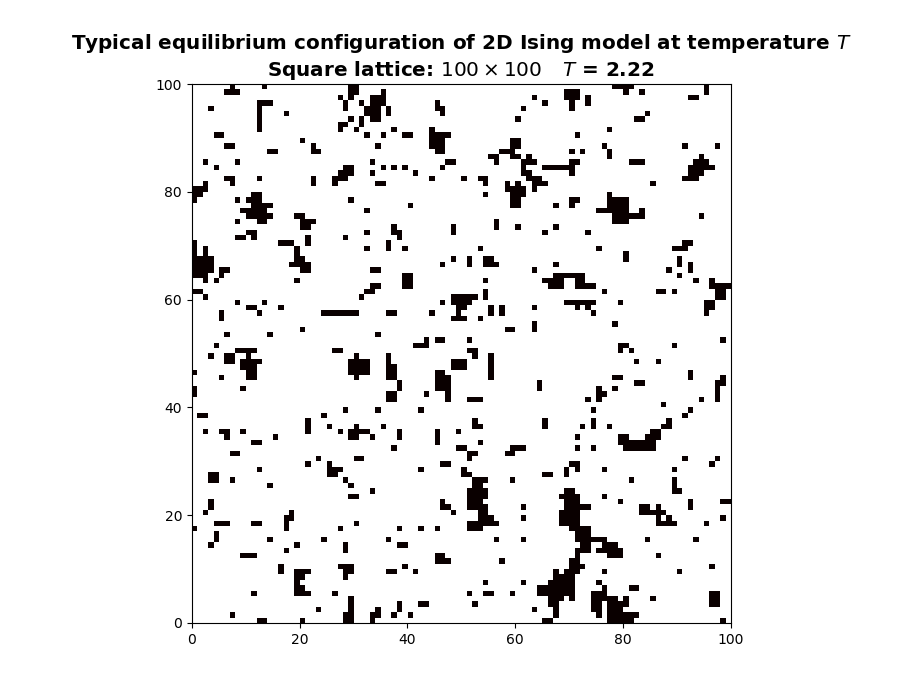 Typical equilibrium configuration of 2D Ising model at temperature T
Square lattice: 100 × 100 T = 2.22
100
80
60
40
20
0
0 20 40 60 80 100